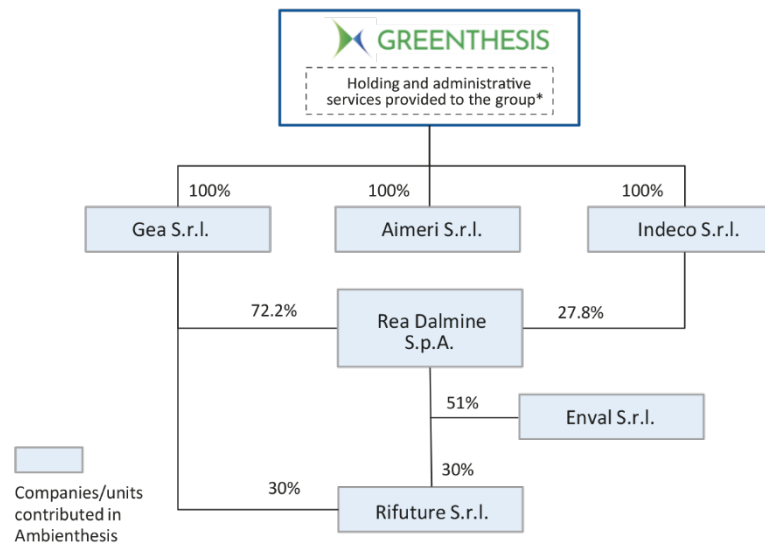 GREENTHESIS
Holding and administrative
services provided to the group*
100%
100%
100%
Gea S.r.l.
Aimeri S.r.l.
Indeco S.r.l.
72.2%
Rea Dalmine
S.p.A.
27.8%
51%
Enval S.r.l.
30%
30%
Rifuture S.r.l.
Companies/units
contributed in
Ambienthesis